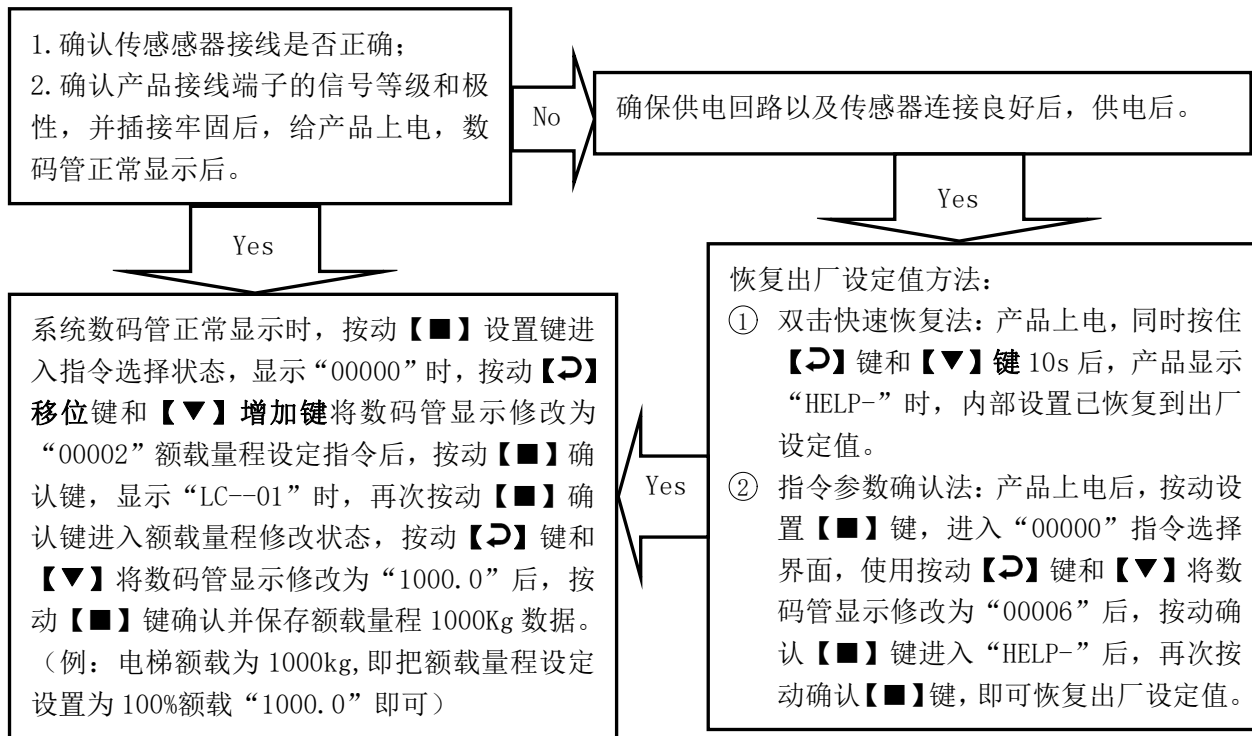 1.确认传感感器接线是否正确；
2.确认产品接线端子的信号等级和极
性，并插接牢固后，给产品上电，数
码管正常显示后。
No
确保供电回路以及传感器连接良好后，供电后。
Yes
Yes
系统数码管正常显示时，按动【■】设置键进
入指令选择状态，显示“00000”时，按动【⮌】
移位键和【▼】增加键将数码管显示修改为
“00002”额载量程设定指令后，按动【■】确
认键，显示“LC--01”时，再次按动【■】确
认键进入额载量程修改状态，按动【⮌】键和
【▼】将数码管显示修改为“1000.0”后，按
动【■】键确认并保存额载量程1000Kg数据。
（例：电梯额载为1000kg,即把额载量程设定
设置为100%额载“1000.0”即可）
Yes
恢复出厂设定值方法：
① 双击快速恢复法：产品上电，同时按住
【⮌】键和【▼】键10s后，产品显示
“HELP-”时，内部设置已恢复到出厂
设定值。
② 指令参数确认法：产品上电后，按动设
置【■】键，进入“00000”指令选择
界面，使用按动【⮌】键和【▼】将数
码管显示修改为“00006”后，按动确
认【■】键进入“HELP-”后，再次按
动确认【■】键，即可恢复出厂设定值。